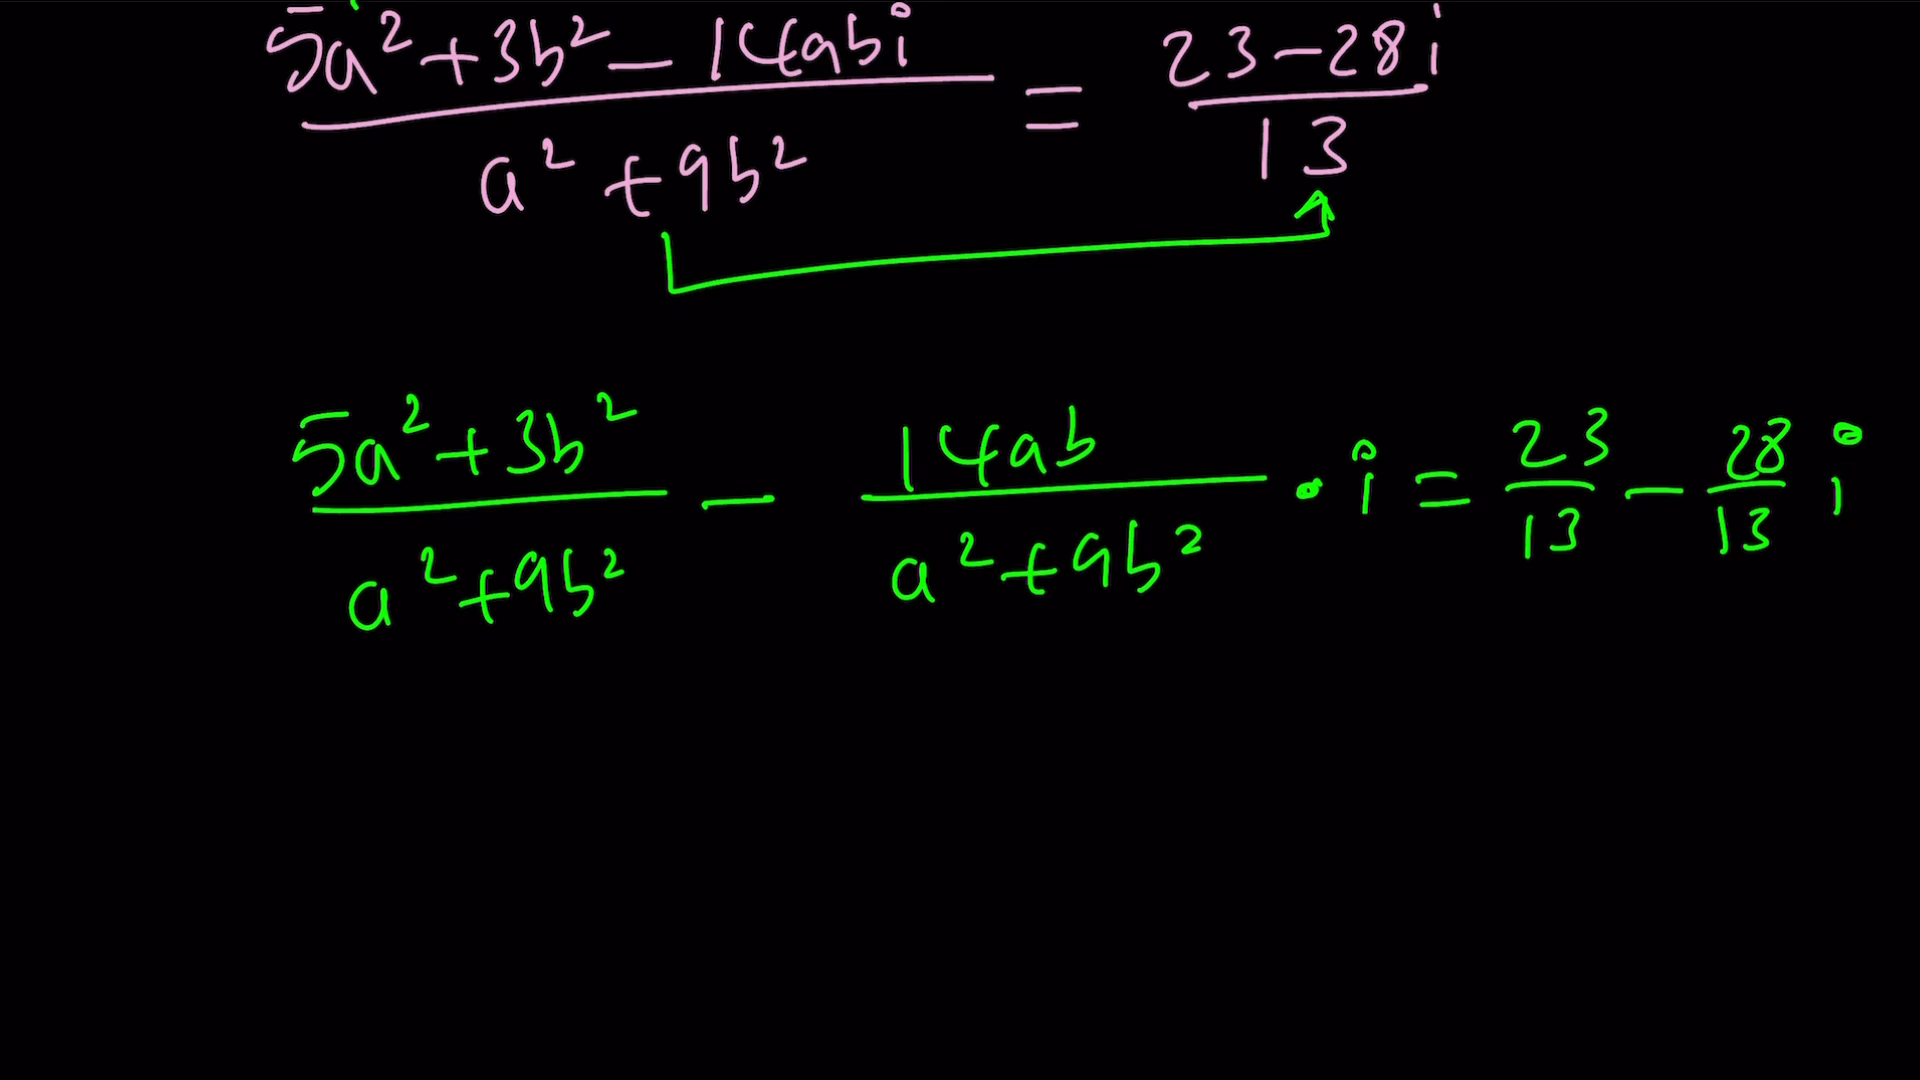 5a² + 3b² − 14abi = 23 − 28i
a² + 9b² 13
5a² + 3b² − 14ab · i = 23 − 28 i
a² + 9b² a² + 9b² 13 13